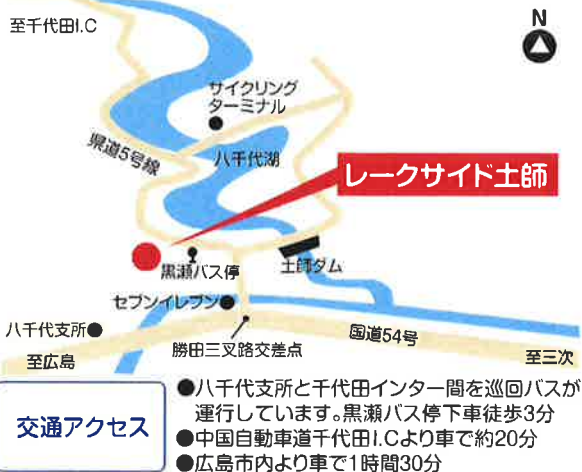 至千代田I.C
N
サイクリング
ターミナル
県道5号線
八千代湖
レークサイド土師
黒瀬バス停
土師ダム
セブンイレブン
八千代支所
勝田三叉路交差点
国道54号
至広島
至三次
交通アクセス
●八千代支所と千代田インター間を巡回バスが
運行しています。黒瀬バス停下車徒歩3分
●中国自動車道千代田I.Cより車で約20分
●広島市内より車で1時間30分